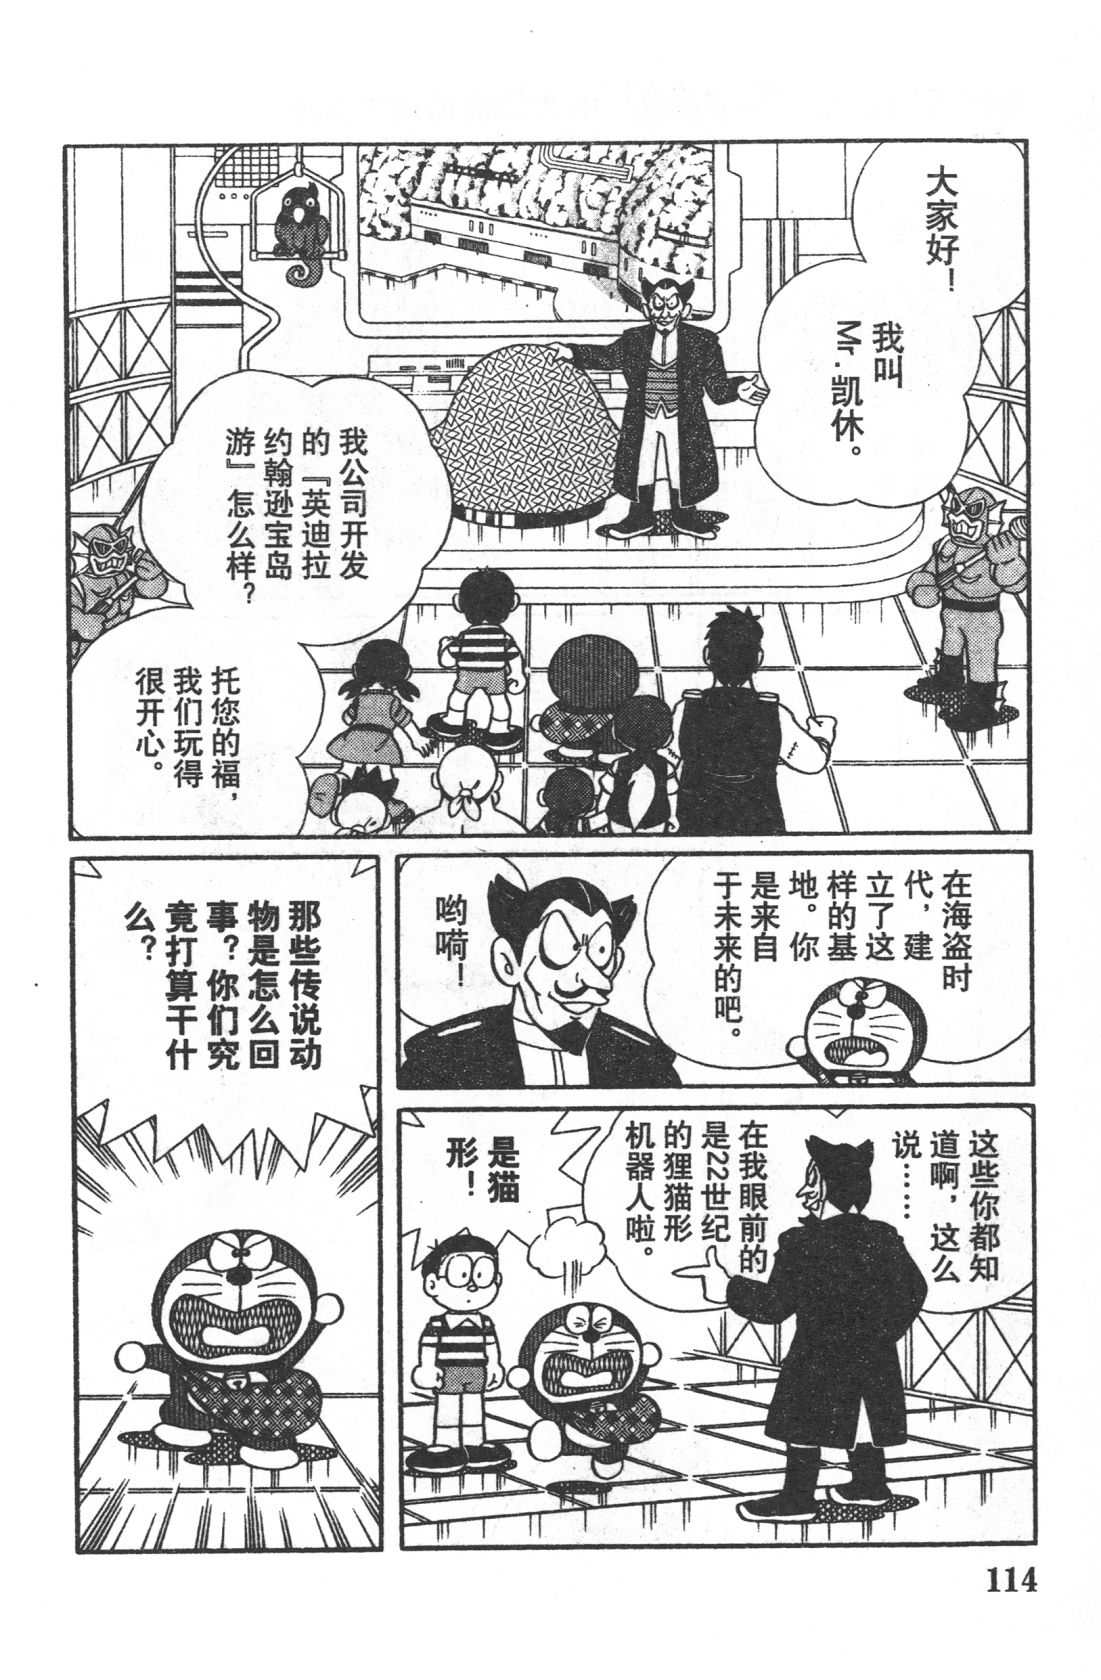 大家好！
我叫
Mr.凯休。
我公司开发
的『英迪拉
约翰逊宝岛
游』怎么样？
托您的福，
我们玩得
很开心。
在海盗时
代，建
立了这
样的基
地。你
是来自
于未来的吧。
哟嗬！
这些你都知
道啊，这么
说……
在我眼前的
是22世纪
的狸猫形
机器人啦。
是猫
形！
那些传说动
物是怎么回
事？你们究
竟打算干什
么？
114